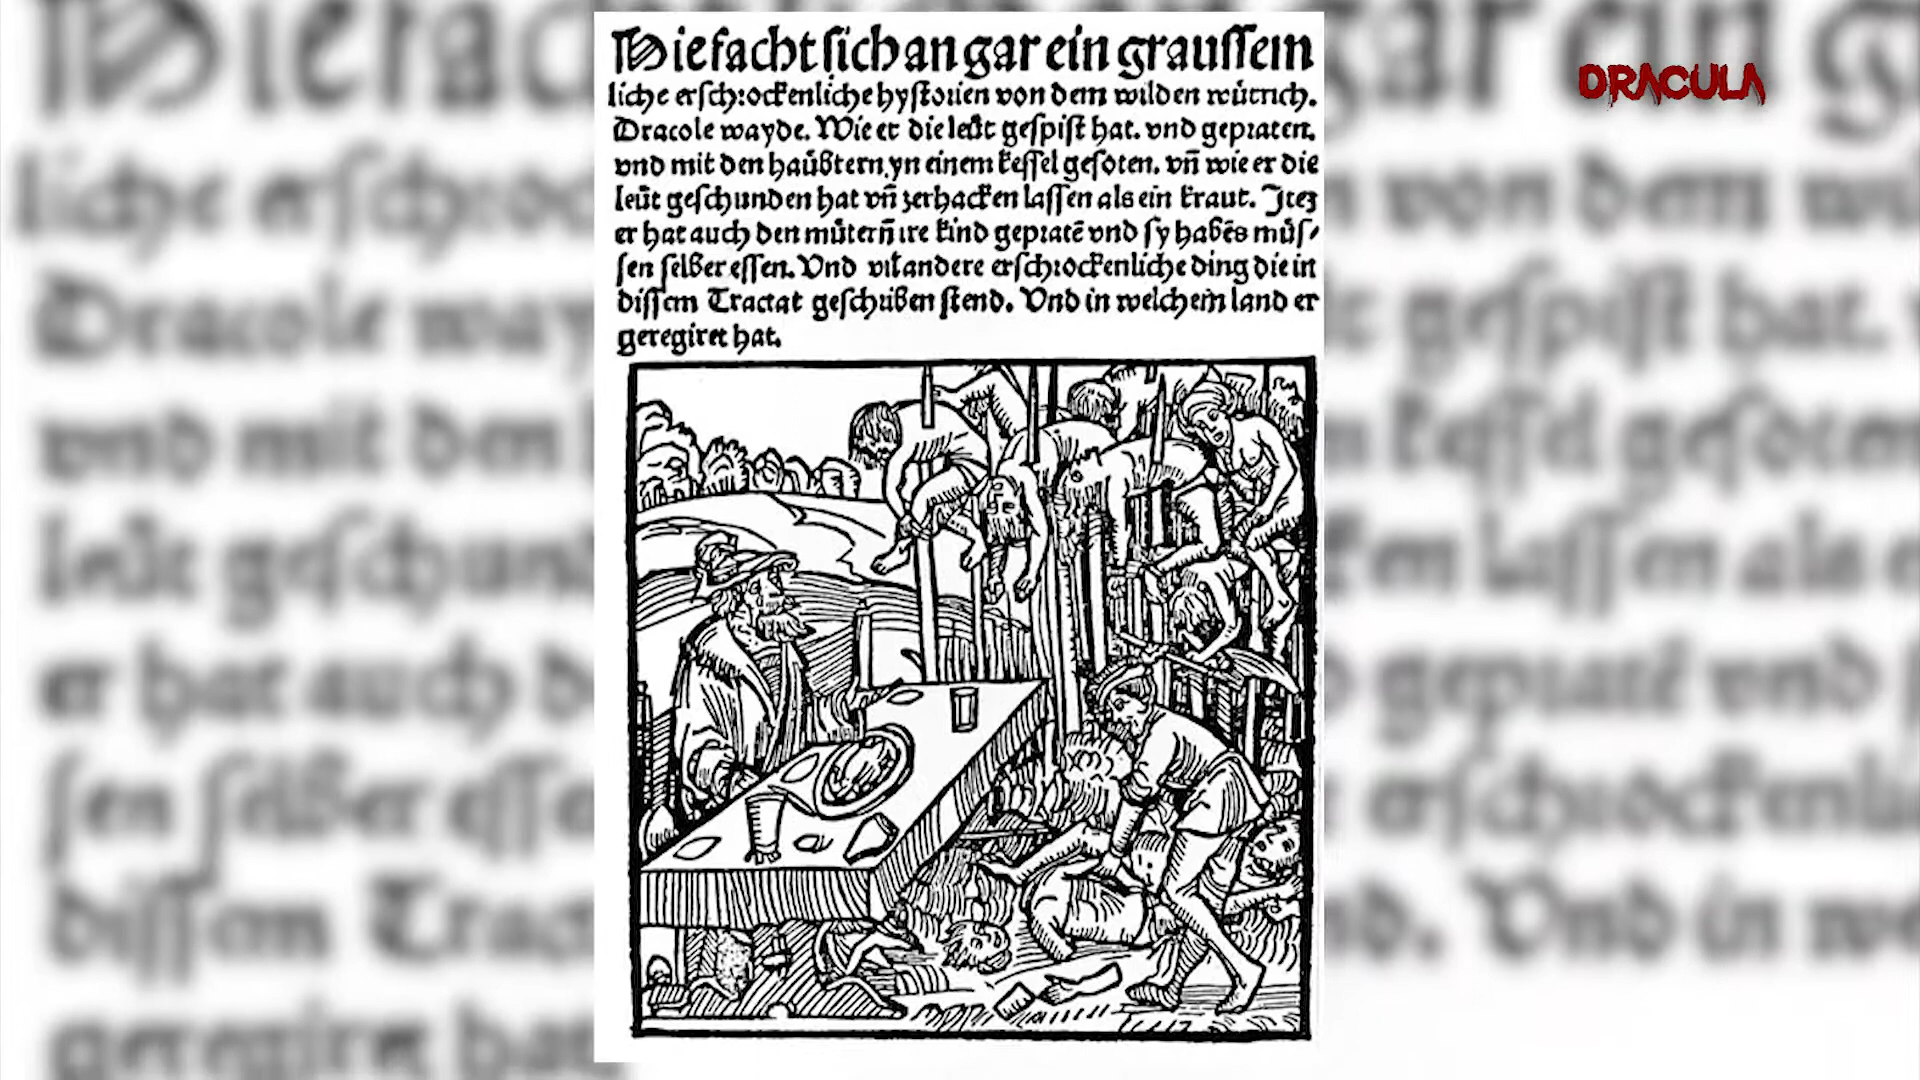 Hie facht sich an gar ein graussem
liche erschrockenliche hystorien von dem wilden wütrich.
Dracole wayde. Wie er die leüt gespist hat. vnd gepraten.
vnd mit den haüßtern yn einem kessel gesoten. vñ wie er die
leüt geschunden hat vñ zerhacken lassen als ein kraut. Itez
er hat auch den mütern̄ ire kind gepratē vnd sy habēs müs/
sen selber essen. Vnd vil andere erschrockenliche ding die in
dissem Tractat geschriben stend. Vnd in welchem land er
geregiret hat.
DRACULA